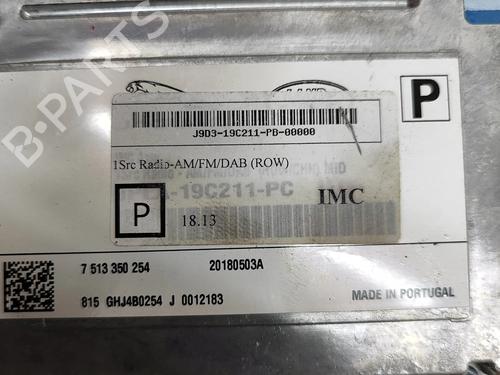 B-PARTS
P
J9D3-19C211-PB-00000
1Src Radio-AM/FM/DAB (ROW)
-19C211-PC
P
18.13
IMC
7 513 350 254
20180503A
815 GHJ4B0254 J 0012183
MADE IN PORTUGAL